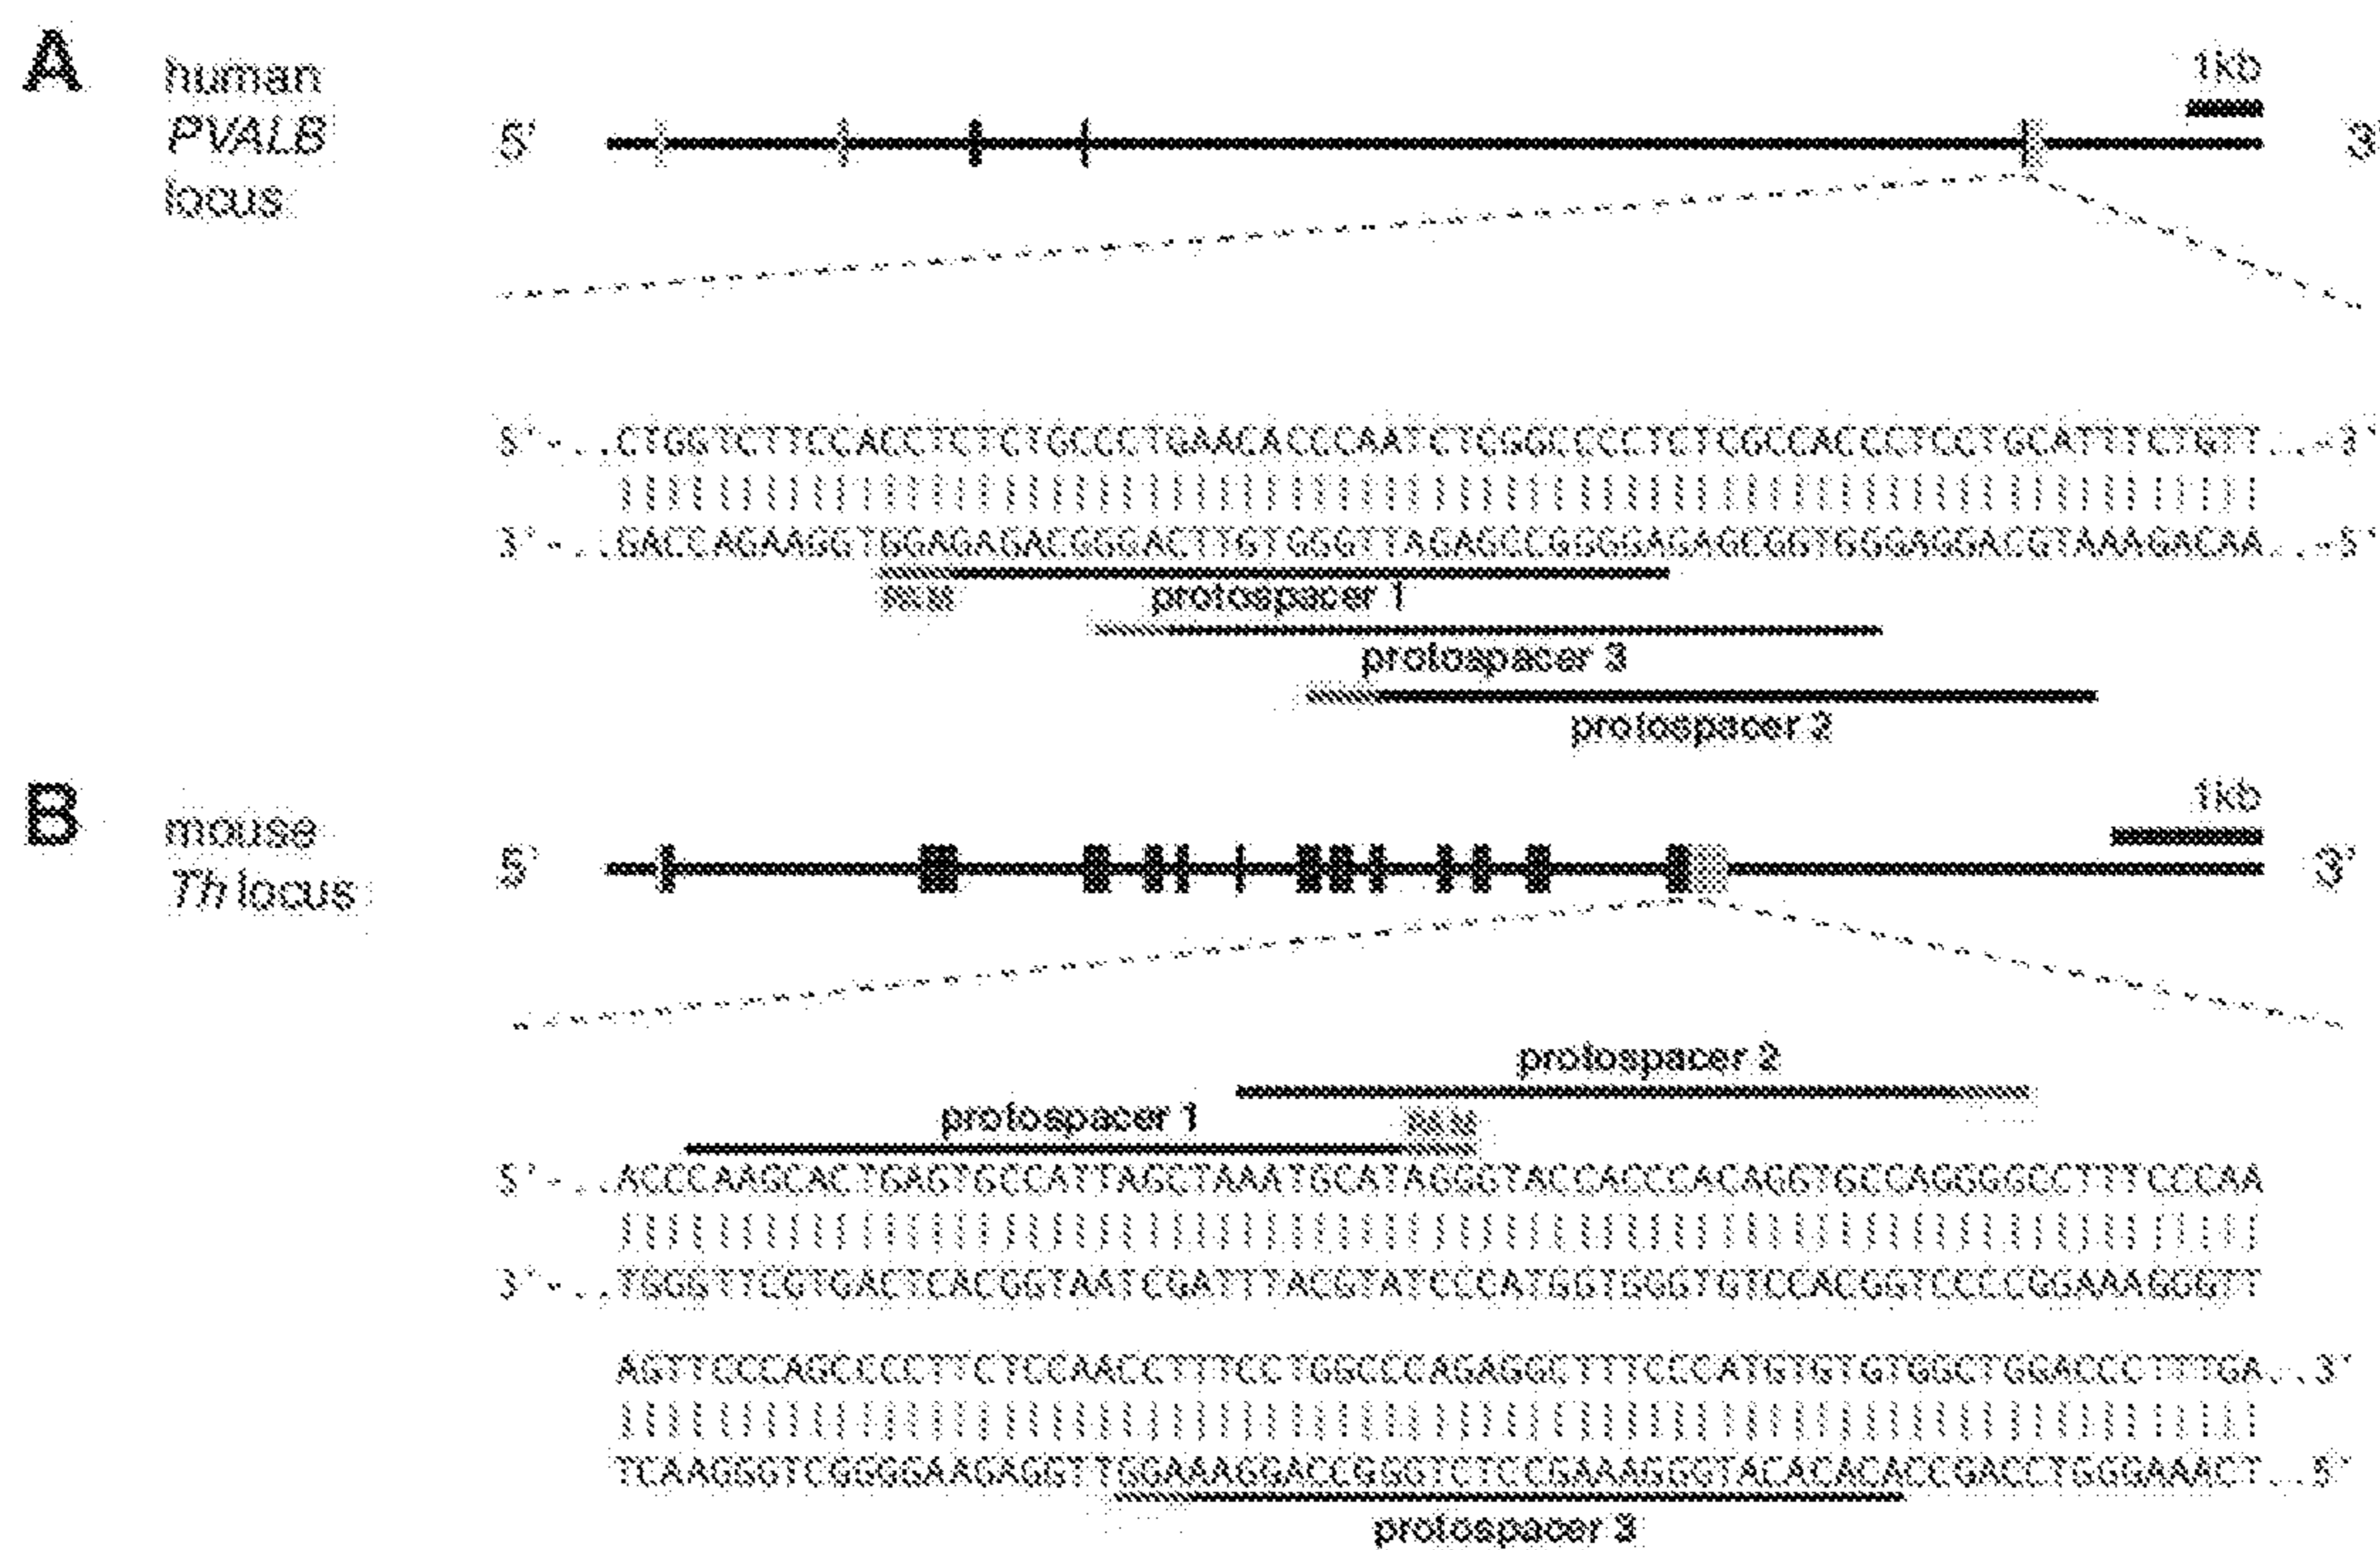 A
human
PVALB
locus
1kb
5' 3'
5'-...CTGGTCTTCCACCTCTCTGCCCTGAACACCCAATCTCGGCCCCTCTCGCCACCCTCCTGCATTTCTGTT...-3'
3'-...GACCAGAAGGTGGAGAGACGGGACTTGTGGGTTAGAGCCGGGGAGAGCGGTGGGAGGACGTAAAGACAA...-5'
protospacer 1
protospacer 3
protospacer 2
B
mouse
Th locus
1kb
5' 3'
protospacer 2
protospacer 1
5'-...ACCCAAGCACTGAGTGCCATTAGCTAAATGCATAGGGTACCACCCACAGGTGCCAGGGGCCTTTCCCAA
3'-...TGGGTTCGTGACTCACGGTAATCGATTTACGTATCCCATGGTGGGTGTCCACGGTCCCCGGAAAGGGTT
AGTTCCCAGCCCCTTCTCCAACCTTTCCTGGCCCAGAGGCTTTCCCATGTGTGTGGCTGGACCCTTTGA...3'
TCAAGGGTCGGGGAAGAGGTTGGAAAGGACCGGGTCTCCGAAAGGGTACACACACCGACCTGGGAAACT...5'
protospacer 3